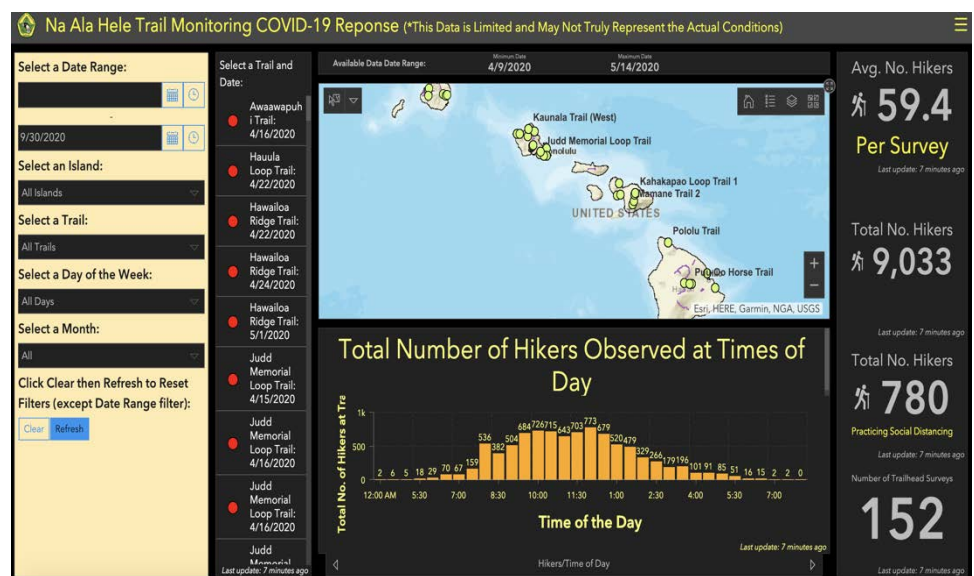 Na Ala Hele Trail Monitoring COVID-19 Reponse (*This Data is Limited and May Not Truly Represent the Actual Conditions)
Select a Date Range:
-
9/30/2020
Select an Island:
All Islands
Select a Trail:
All Trails
Select a Day of the Week:
All Days
Select a Month:
All
Click Clear then Refresh to Reset
Filters (except Date Range filter):
Clear Refresh
Select a Trail and
Date:
Awaawapuh
i Trail:
4/16/2020
Hauula
Loop Trail:
4/22/2020
Hawailoa
Ridge Trail:
4/22/2020
Hawailoa
Ridge Trail:
4/24/2020
Hawailoa
Ridge Trail:
5/1/2020
Judd
Memorial
Loop Trail:
4/15/2020
Judd
Memorial
Loop Trail:
4/16/2020
Judd
Memorial
Loop Trail:
4/16/2020
Judd
Memorial
Last update: 7 minutes ago
Available Data Date Range:
Minimum Date
4/9/2020
Maximum Date
5/14/2020
Kaunala Trail (West)
Judd Memorial Loop Trail
Honolulu
Kahakapao Loop Trail 1
Mamane Trail 2
UNITED STATES
Pololu Trail
Horse Trail
+
−
Esri, HERE, Garmin, NGA, USGS
Total Number of Hikers Observed at Times of
Day
Total No. of Hikers at Tra
1k
500
0
2 6 5 18 29 70 67 159 536 382 504 684 726 715 643 703 773 679 520 479 329 266 179 196 101 91 85 51 16 15 2 2 0
12:00 AM 5:30 7:00 8:30 10:00 11:30 1:00 2:30 4:00 5:30 7:00
Time of the Day
Last update: 7 minutes ago
Hikers/Time of Day
Avg. No. Hikers
59.4
Per Survey
Last update: 7 minutes ago
Total No. Hikers
9,033
Last update: 7 minutes ago
Total No. Hikers
780
Practicing Social Distancing
Last update: 7 minutes ago
Number of Trailhead Surveys
152
Last update: 7 minutes ago